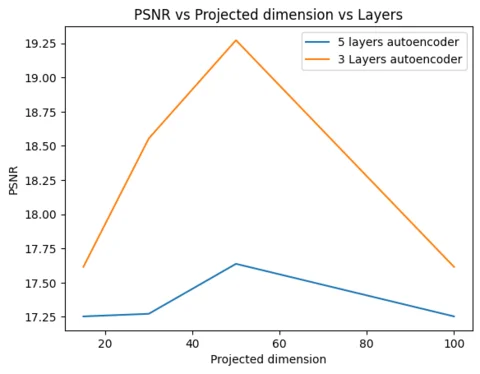 PSNR vs Projected dimension vs Layers
5 layers autoencoder
3 Layers autoencoder
PSNR
19.25
19.00
18.75
18.50
18.25
18.00
17.75
17.50
17.25
20 40 60 80 100
Projected dimension